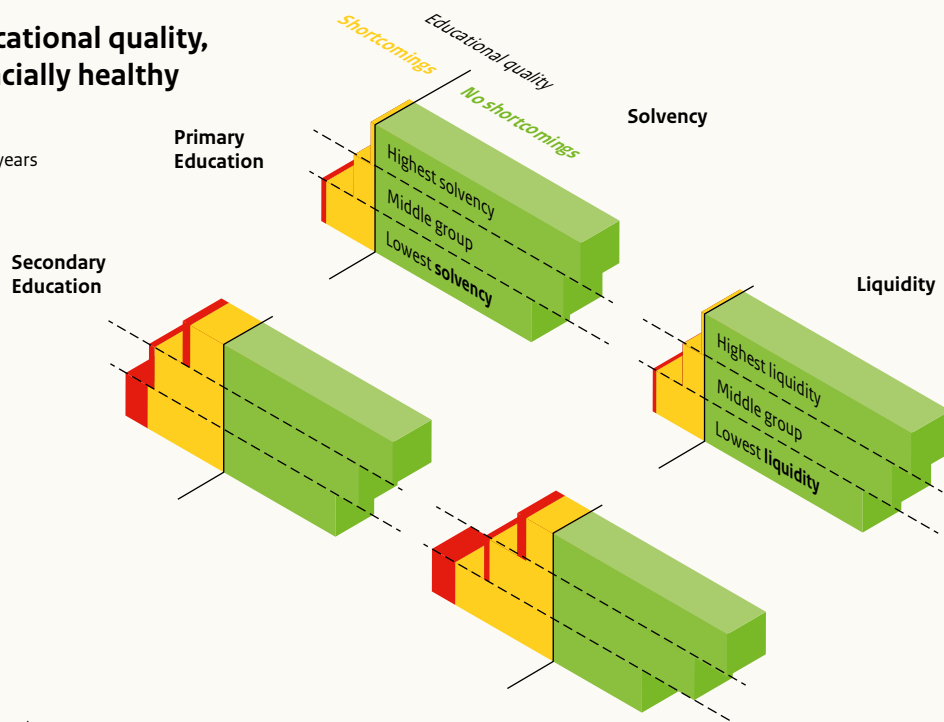 cational quality,
ncially healthy
years
Shortcomings
Educational quality
No shortcomings
Solvency
Primary
Education
Highest solvency
Middle group
Lowest solvency
Secondary
Education
Liquidity
Highest liquidity
Middle group
Lowest liquidity